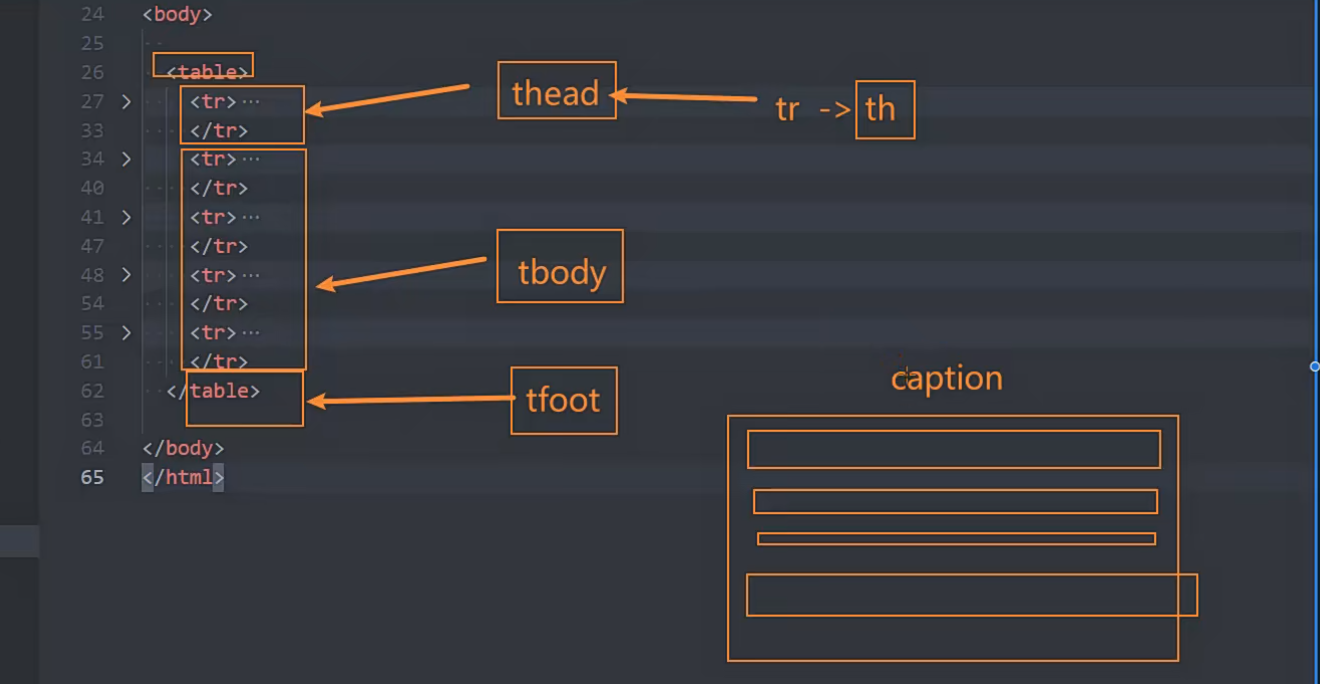 24 <body>
25
26 <table>
27 > <tr>···
33 </tr>
34 > <tr>···
40 </tr>
41 > <tr>···
47 </tr>
48 > <tr>···
54 </tr>
55 > <tr>···
61 </tr>
62 </table>
63
64 </body>
65 </html>
thead
tr -> th
tbody
tfoot
caption